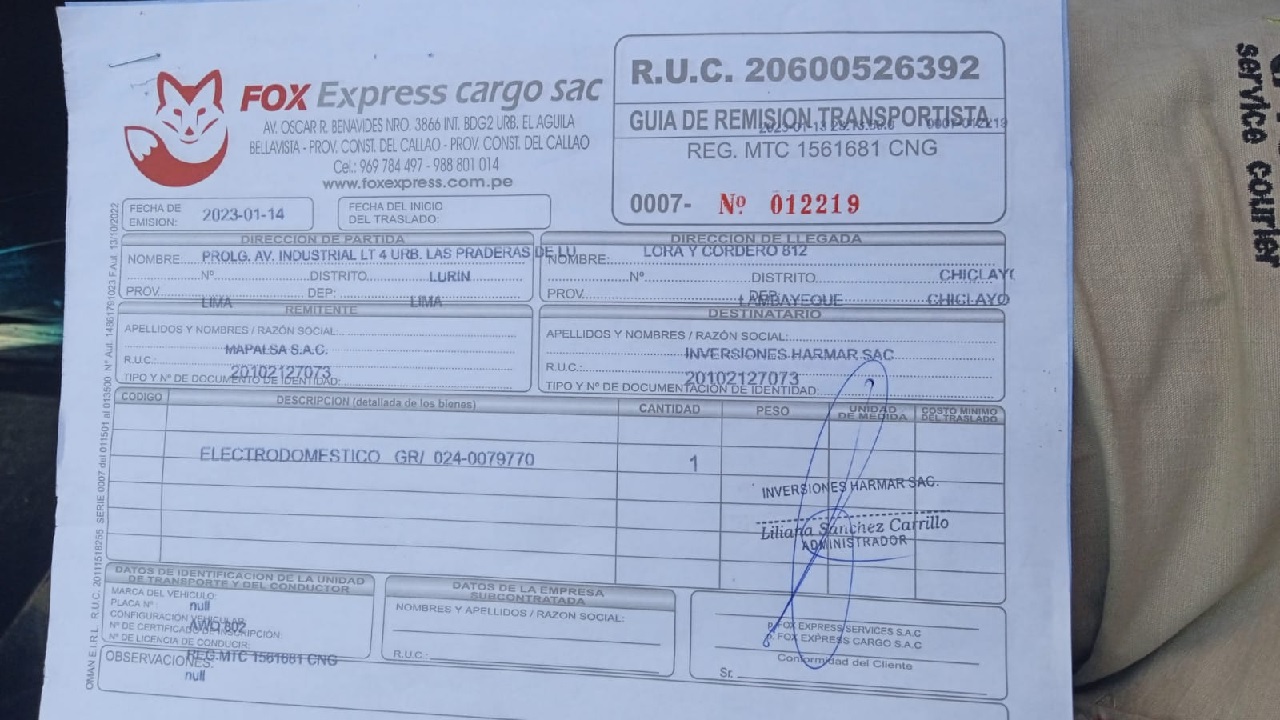 FOX Express cargo sac
AV. OSCAR R. BENAVIDES NRO. 3866 INT. BDG2 URB. EL AGUILA
BELLAVISTA - PROV. CONST. DEL CALLAO - PROV. CONST. DEL CALLAO
Cel.: 969 784 497 - 988 801 014
www.foxexpress.com.pe
R.U.C. 20600526392
GUIA DE REMISION TRANSPORTISTA
REG. MTC 1561681 CNG
0007- Nº 012219
FECHA DE EMISION: 2023-01-14
FECHA DEL INICIO DEL TRASLADO:
DIRECCION DE PARTIDA
NOMBRE PROLG. AV. INDUSTRIAL LT 4 URB. LAS PRADERAS DE LU
Nº DISTRITO LURIN
PROV. LIMA DEP: LIMA
DIRECCION DE LLEGADA
NOMBRE: LORA Y CORDERO 812
Nº DISTRITO CHICLAYO
PROV. LAMBAYEQUE DEP. CHICLAYO
REMITENTE
APELLIDOS Y NOMBRES / RAZÓN SOCIAL:
MAPALSA S.A.C.
R.U.C.: 20102127073
TIPO Y Nº DE DOCUMENTO DE IDENTIDAD:
DESTINATARIO
APELLIDOS Y NOMBRES / RAZÓN SOCIAL:
INVERSIONES HARMAR SAC
R.U.C.: 20102127073
TIPO Y Nº DE DOCUMENTACIÓN DE IDENTIDAD:
CODIGO DESCRIPCION (detallada de los bienes) CANTIDAD PESO UNIDAD DE MEDIDA COSTO MINIMO DEL TRASLADO
ELECTRODOMESTICO GR/ 024-0079770 1
INVERSIONES HARMAR SAC.
Liliana Sanchez Carrillo
ADMINISTRADOR
DATOS DE IDENTIFICACION DE LA UNIDAD
DE TRANSPORTE Y DEL CONDUCTOR
MARCA DEL VEHICULO:
PLACA Nº: null
CONFIGURACIÓN VEHICULAR
Nº DE CERTIFICADO DE INSCRIPCIÓN:
Nº DE LICENCIA DE CONDUCIR:
REG.MTC 1561681 CNG
OBSERVACIONES:
null
DATOS DE LA EMPRESA
SUBCONTRATADA
NOMBRES Y APELLIDOS / RAZON SOCIAL:
R.U.C.:
P. FOX EXPRESS SERVICES S.A.C
FOX EXPRESS CARGO S.A.C
Conformidad del Cliente
Sr.
service courier